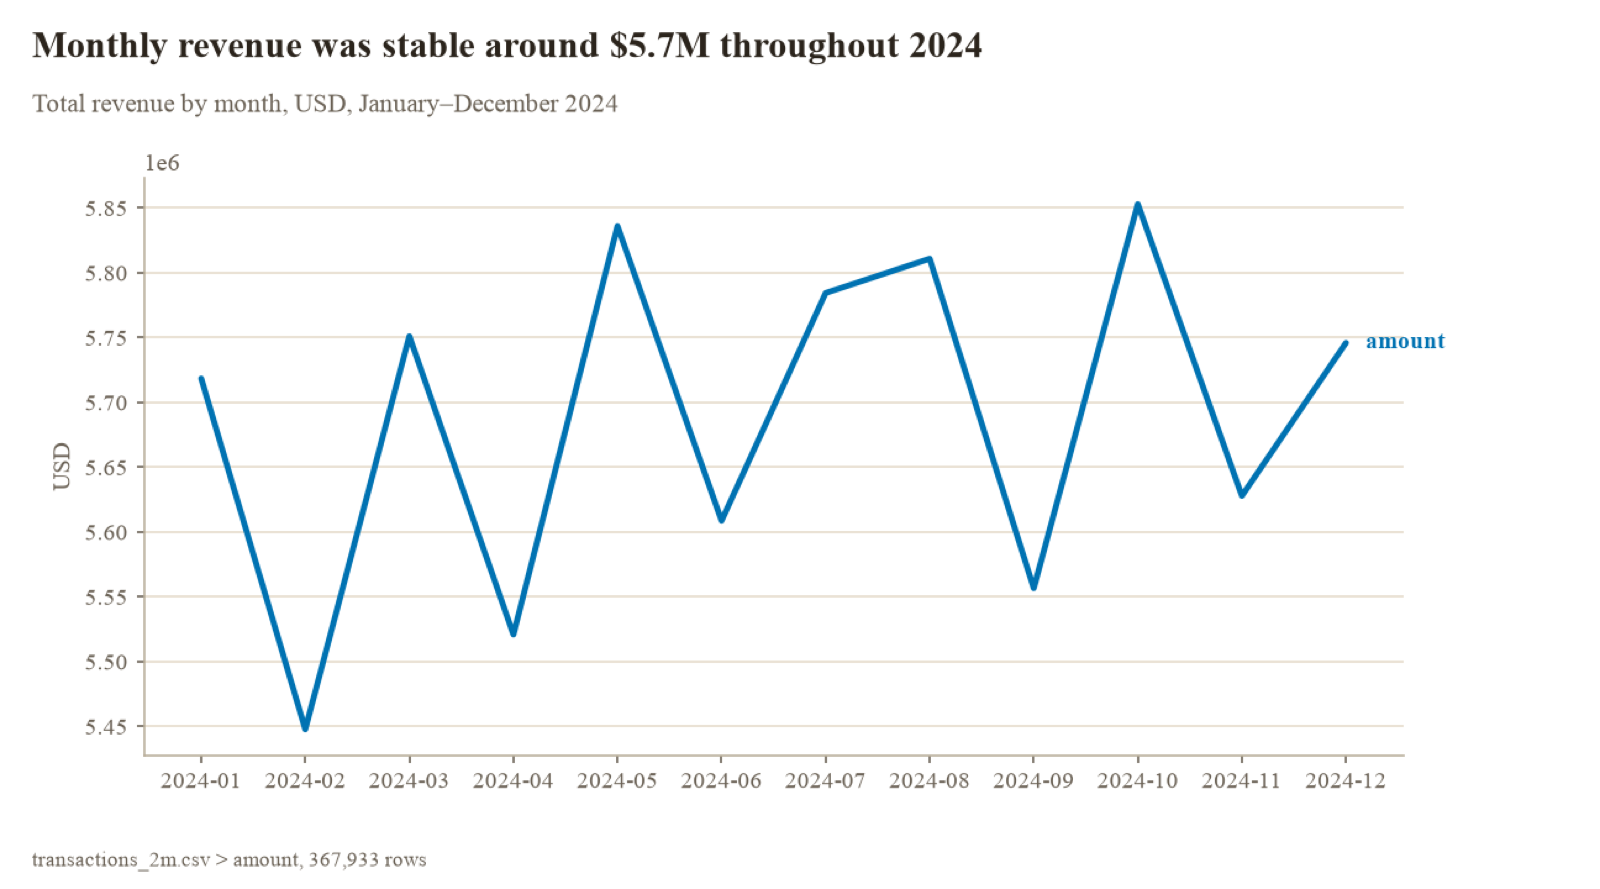 Monthly revenue was stable around $5.7M throughout 2024
Total revenue by month, USD, January–December 2024
1e6
5.85
5.80
5.75
5.70
5.65
5.60
5.55
5.50
5.45
USD
amount
2024-01 2024-02 2024-03 2024-04 2024-05 2024-06 2024-07 2024-08 2024-09 2024-10 2024-11 2024-12
transactions_2m.csv > amount, 367,933 rows